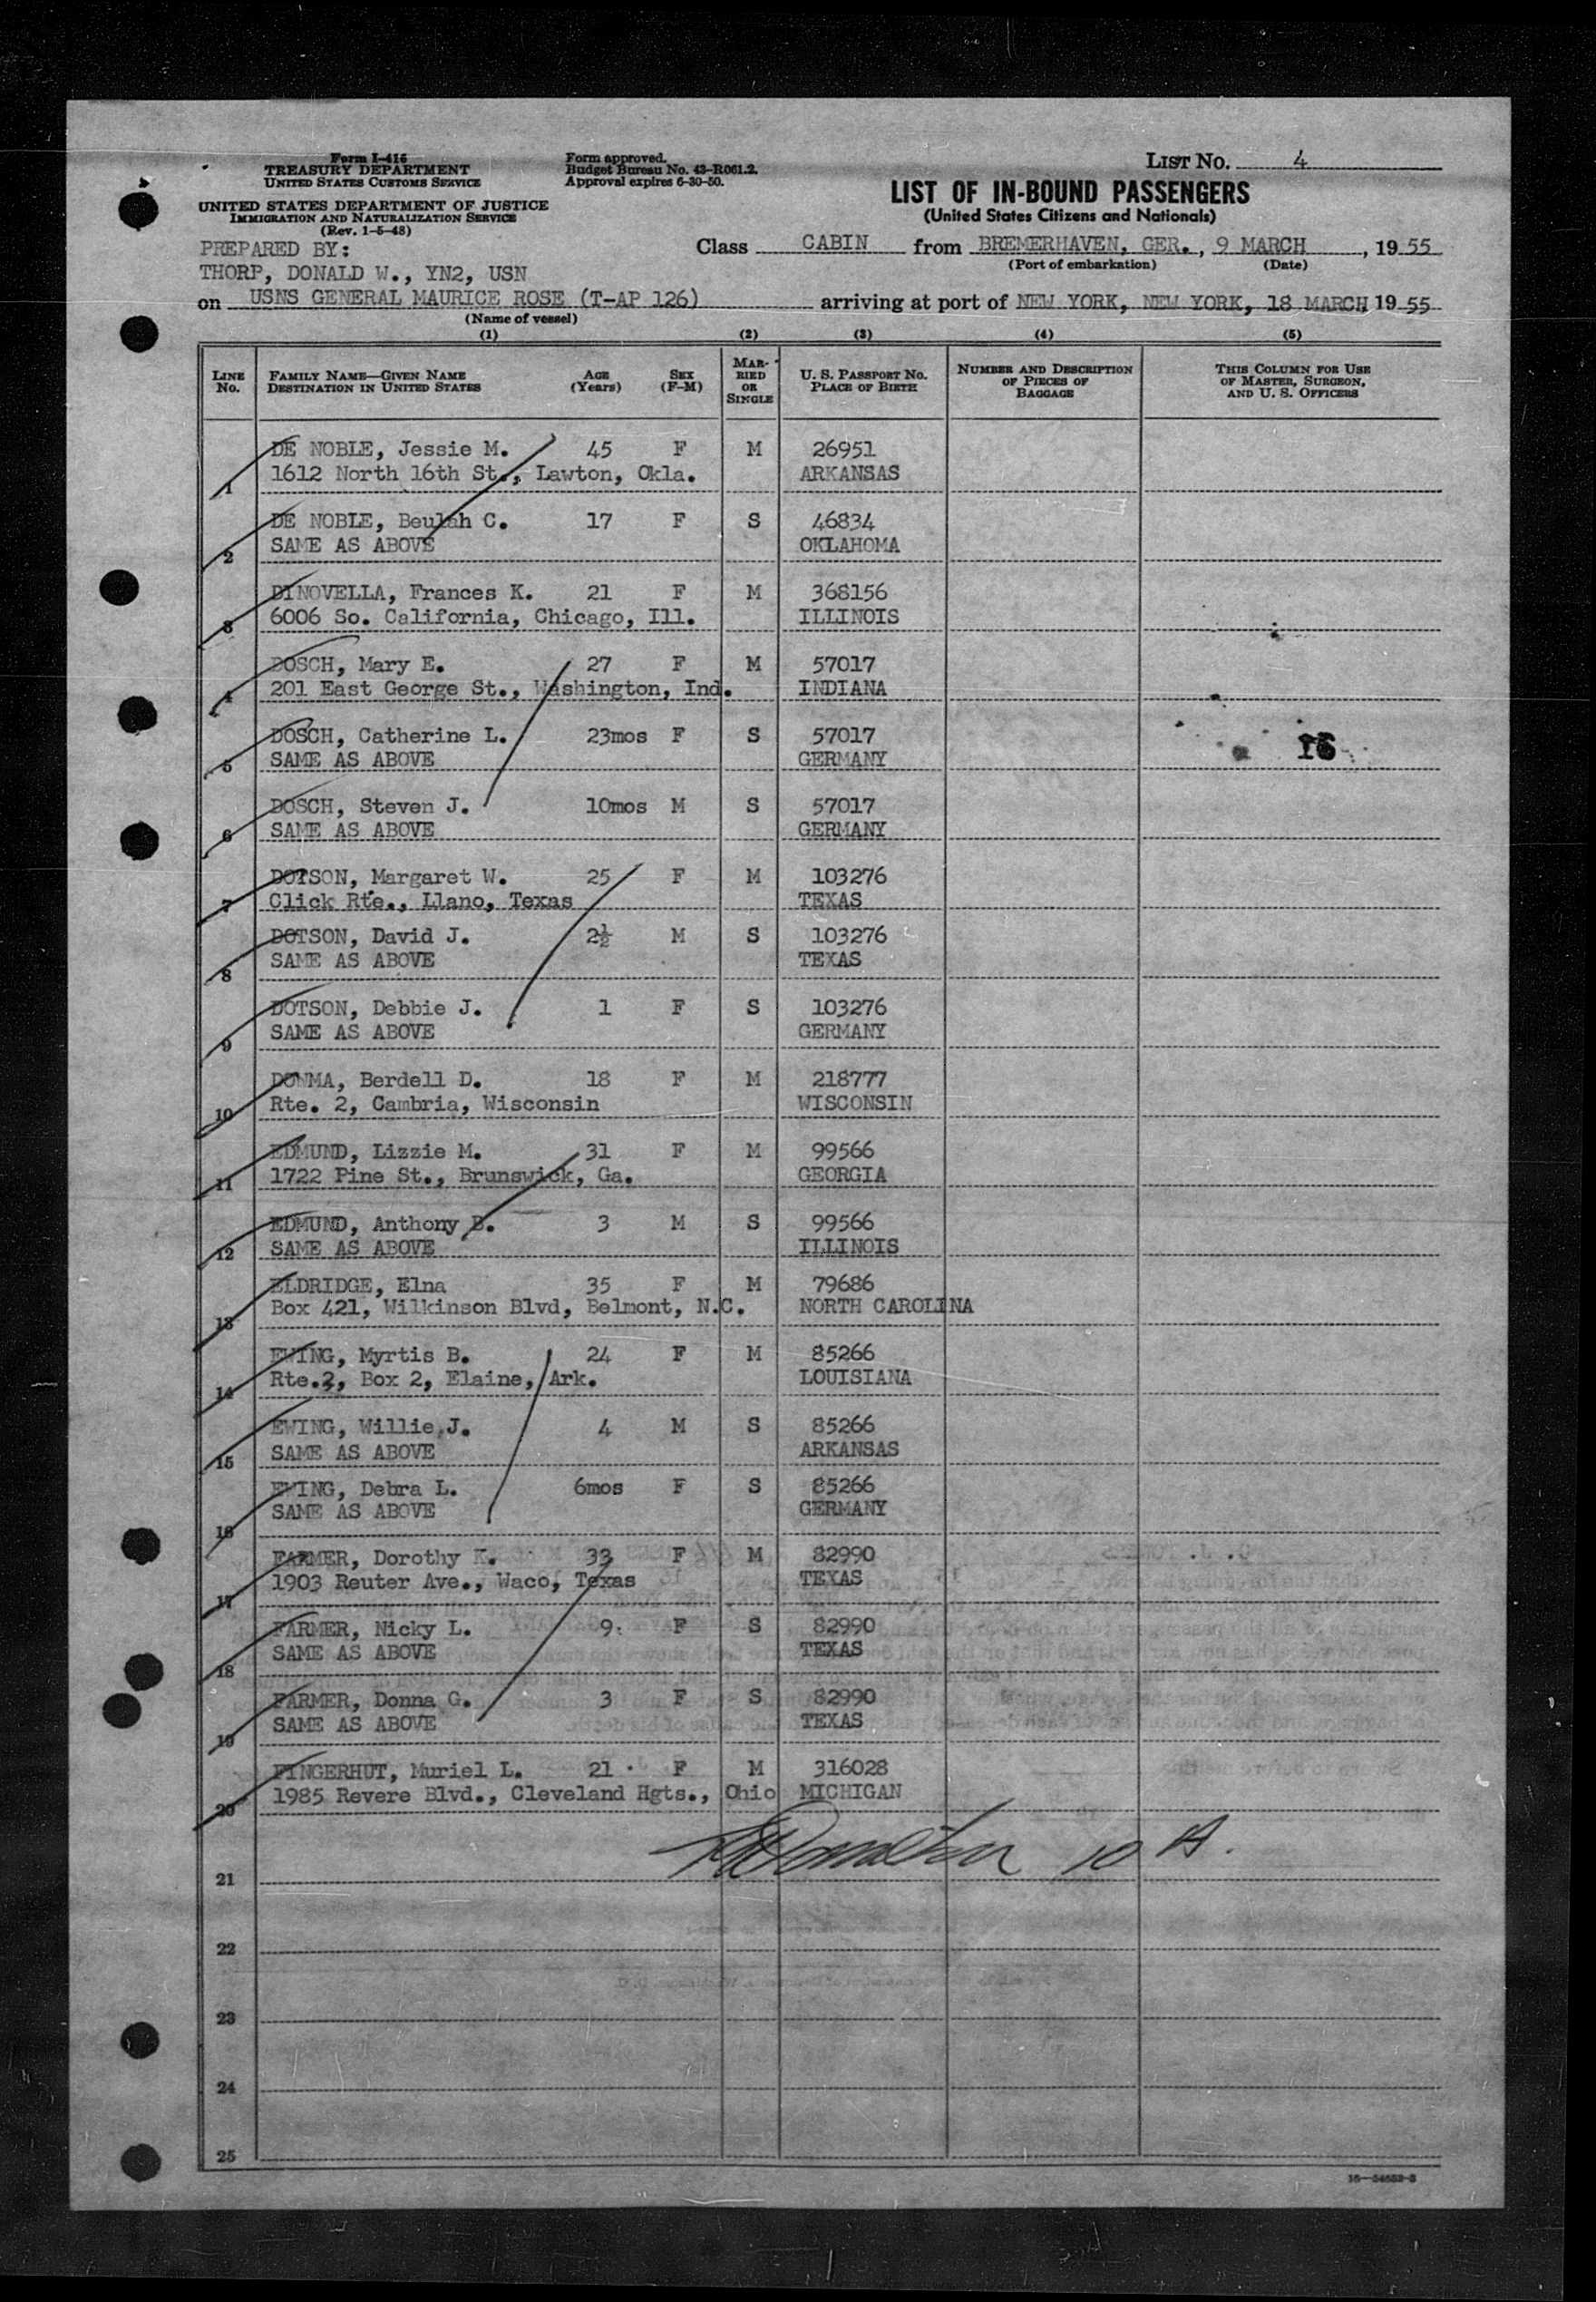 Form I-416
TREASURY DEPARTMENT
UNITED STATES CUSTOMS SERVICE
UNITED STATES DEPARTMENT OF JUSTICE
IMMIGRATION AND NATURALIZATION SERVICE
(Rev. 1-5-48)
Form approved.
Budget Bureau No. 43-R061.2.
Approval expires 6-30-50.
LIST NO. 4
LIST OF IN-BOUND PASSENGERS
(United States Citizens and Nationals)
PREPARED BY:
THORP, DONALD W., YN2, USN
Class CABIN from BREMERHAVEN, GER., 9 MARCH, 1955
(Port of embarkation) (Date)
on USNS GENERAL MAURICE ROSE (T-AP 126) arriving at port of NEW YORK, NEW YORK, 18 MARCH 1955
(Name of vessel)
(1) (2) (3) (4) (5)
LINE No. FAMILY NAME—GIVEN NAME DESTINATION IN UNITED STATES AGE (Years) SEX (F-M) MARRIED OR SINGLE U. S. PASSPORT No. PLACE OF BIRTH NUMBER AND DESCRIPTION OF PIECES OF BAGGAGE THIS COLUMN FOR USE OF MASTER, SURGEON, AND U. S. OFFICERS
DE NOBLE, Jessie M. 45 F M 26951
1 1612 North 16th St., Lawton, Okla. ARKANSAS
DE NOBLE, Beulah C. 17 F S 46834
2 SAME AS ABOVE OKLAHOMA
DINOVELLA, Frances K. 21 F M 368156
3 6006 So. California, Chicago, Ill. ILLINOIS
DOSCH, Mary E. 27 F M 57017
4 201 East George St., Washington, Ind. INDIANA
DOSCH, Catherine L. 23mos F S 57017
5 SAME AS ABOVE GERMANY 16
DOSCH, Steven J. 10mos M S 57017
6 SAME AS ABOVE GERMANY
DOTSON, Margaret W. 25 F M 103276
7 Click Rte., Llano, Texas TEXAS
DOTSON, David J. 2½ M S 103276
8 SAME AS ABOVE TEXAS
DOTSON, Debbie J. 1 F S 103276
9 SAME AS ABOVE GERMANY
DOWMA, Berdell D. 18 F M 218777
10 Rte. 2, Cambria, Wisconsin WISCONSIN
EDMUND, Lizzie M. 31 F M 99566
11 1722 Pine St., Brunswick, Ga. GEORGIA
EDMUND, Anthony B. 3 M S 99566
12 SAME AS ABOVE ILLINOIS
ELDRIDGE, Elna 35 F M 79686
13 Box 421, Wilkinson Blvd, Belmont, N.C. NORTH CAROLINA
EWING, Myrtis B. 24 F M 85266
14 Rte.2, Box 2, Elaine, Ark. LOUISIANA
EWING, Willie J. 4 M S 85266
15 SAME AS ABOVE ARKANSAS
EWING, Debra L. 6mos F S 85266
16 SAME AS ABOVE GERMANY
FARMER, Dorothy K. 33 F M 82990
17 1903 Reuter Ave., Waco, Texas TEXAS
FARMER, Nicky L. 9 F S 82990
18 SAME AS ABOVE TEXAS
FARMER, Donna G. 3 F S 82990
19 SAME AS ABOVE TEXAS
FINGERHUT, Muriel L. 21 F M 316028
20 1985 Revere Blvd., Cleveland Hgts., Ohio MICHIGAN
21
22
23
24
25